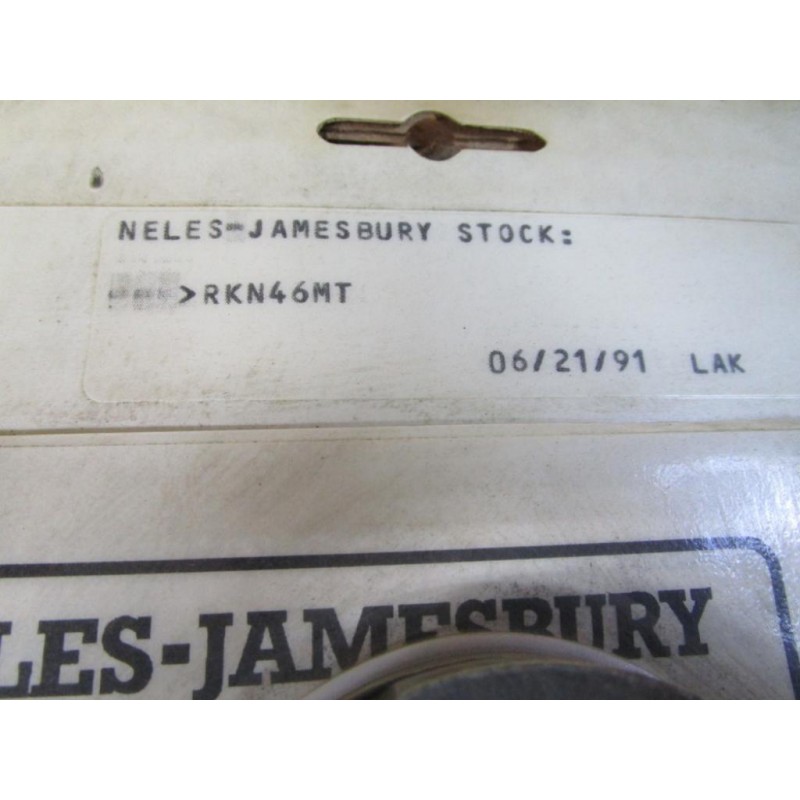 NELES-JAMESBURY STOCK:
>RKN46MT
06/21/91 LAK
LES-JAMESBURY